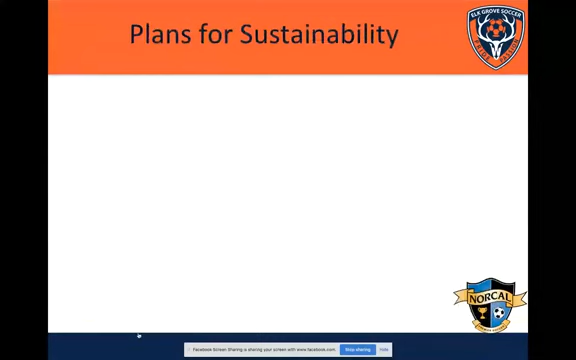 Plans for Sustainability
ELK GROVE SOCCER
NORCAL
Facebook Screen Sharing is sharing your screen with www.facebook.com.
Stop sharing
Hide